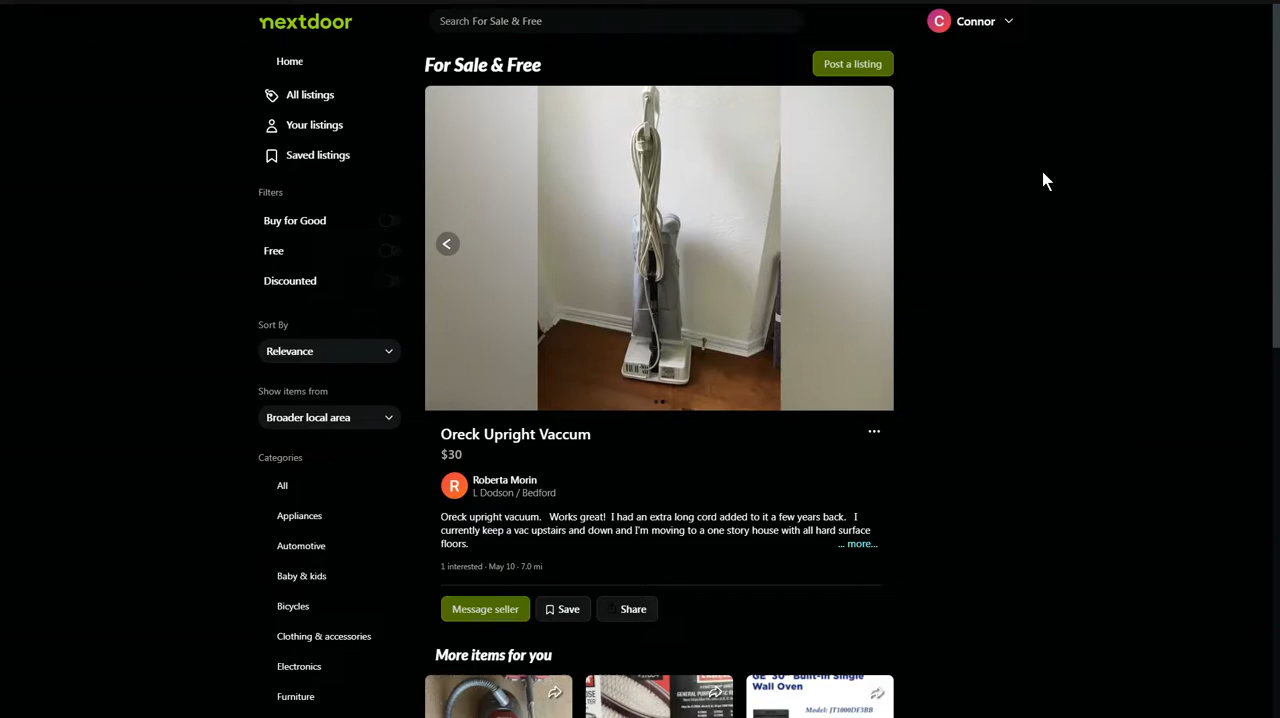 nextdoor
Search For Sale & Free
C
Connor
Home
All listings
Your listings
Saved listings
Filters
Buy for Good
Free
Discounted
Sort By
Relevance
Show items from
Broader local area
Categories
All
Appliances
Automotive
Baby & kids
Bicycles
Clothing & accessories
Electronics
Furniture
For Sale & Free
Post a listing
Oreck Upright Vaccum
$30
R
Roberta Morin
L Dodson / Bedford
Oreck upright vacuum. Works great! I had an extra long cord added to it a few years back. I
currently keep a vac upstairs and down and I'm moving to a one story house with all hard surface
floors. ... more...
1 interested · May 10 · 7.0 mi
Message seller
Save
Share
More items for you
GENERAL
GE 30" Built-In Single
Wall Oven
Model: JT1000DF3BB